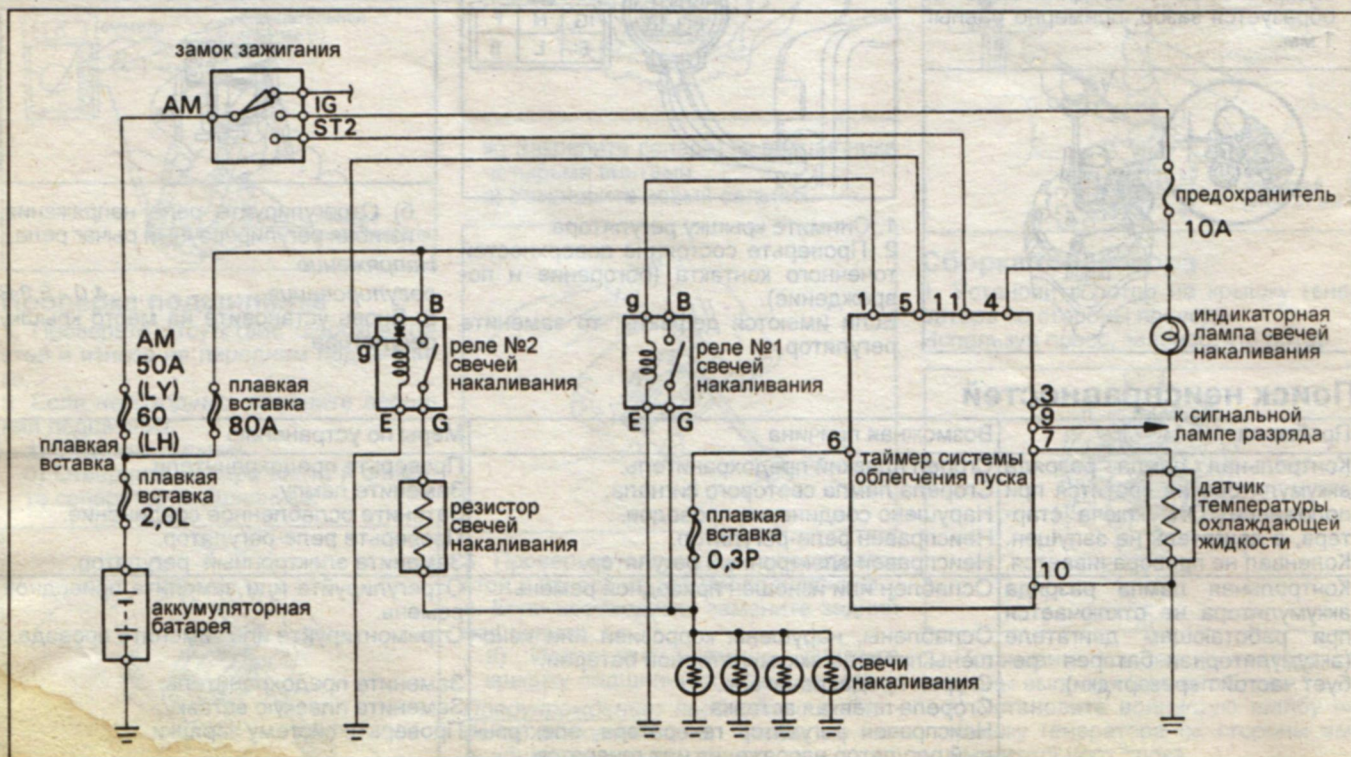 замок зажигания
AM
IG
ST2
предохранитель
10A
B
g
g
B
1
5
11
4
AM
50A
(LY)
60
(LH)
плавкая
вставка
плавкая
вставка
80A
реле №2
свечей
накаливания
реле №1
свечей
накаливания
индикаторная
лампа свечей
накаливания
E
G
E
G
3
9
7
к сигнальной
лампе разряда
6
таймер системы
облегчения пуска
плавкая
вставка
2,0L
резистор
свечей
накаливания
плавкая
вставка
0,3P
датчик
температуры
охлаждающей
жидкости
10
аккумуляторная
батарея
свечи
накаливания